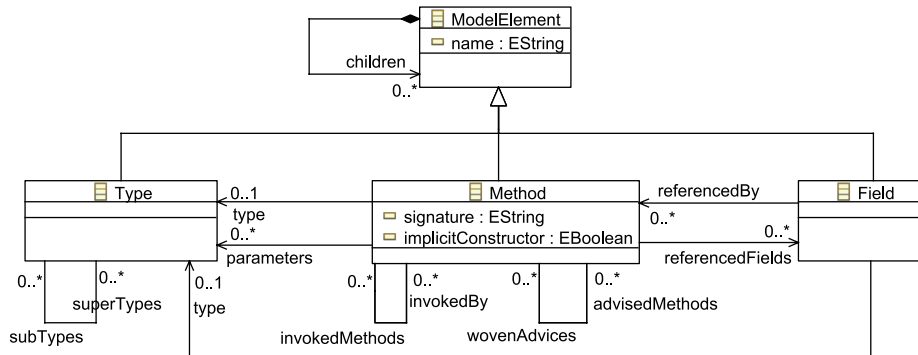 ModelElement
name : EString
children
0..*
Type
Method
Field
0..1
type
0..*
parameters
signature : EString
implicitConstructor : EBoolean
referencedBy
0..*
0..*
referencedFields
0..*
0..*
superTypes
subTypes
0..1
type
0..*
0..*
invokedBy
invokedMethods
0..*
0..*
advisedMethods
wovenAdvices